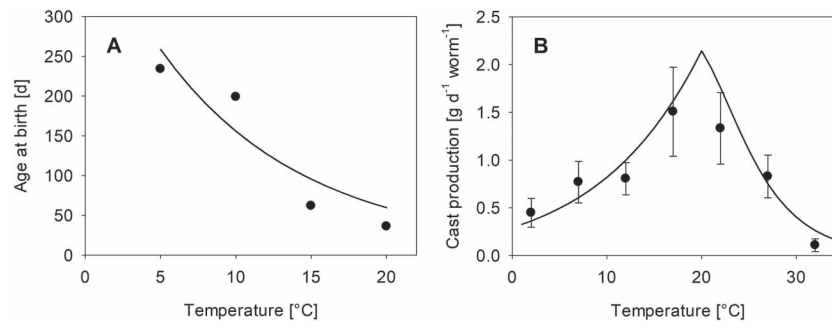 A
Age at birth [d]
300
250
200
150
100
50
0
0 5 10 15 20
Temperature [°C]
B
Cast production [g d⁻¹ worm⁻¹]
2.5
2.0
1.5
1.0
0.5
0.0
0 10 20 30
Temperature [°C]